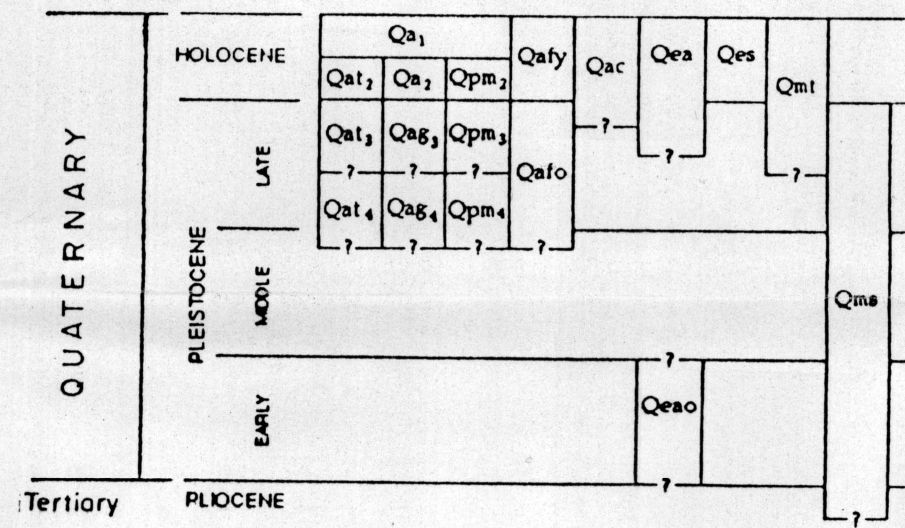 Qa₁
HOLOCENE
Qafy
Qac
Qea
Qes
Qmt
Qat₂
Qa₂
Qpm₂
QUATERNARY
PLEISTOCENE
LATE
Qat₃
Qag₃
Qpm₃
?
?
?
?
?
?
Qafo
Qat₄
Qag₄
Qpm₄
?
?
?
?
MIDDLE
Qms
?
EARLY
Qeao
?
Tertiary
PLIOCENE
?